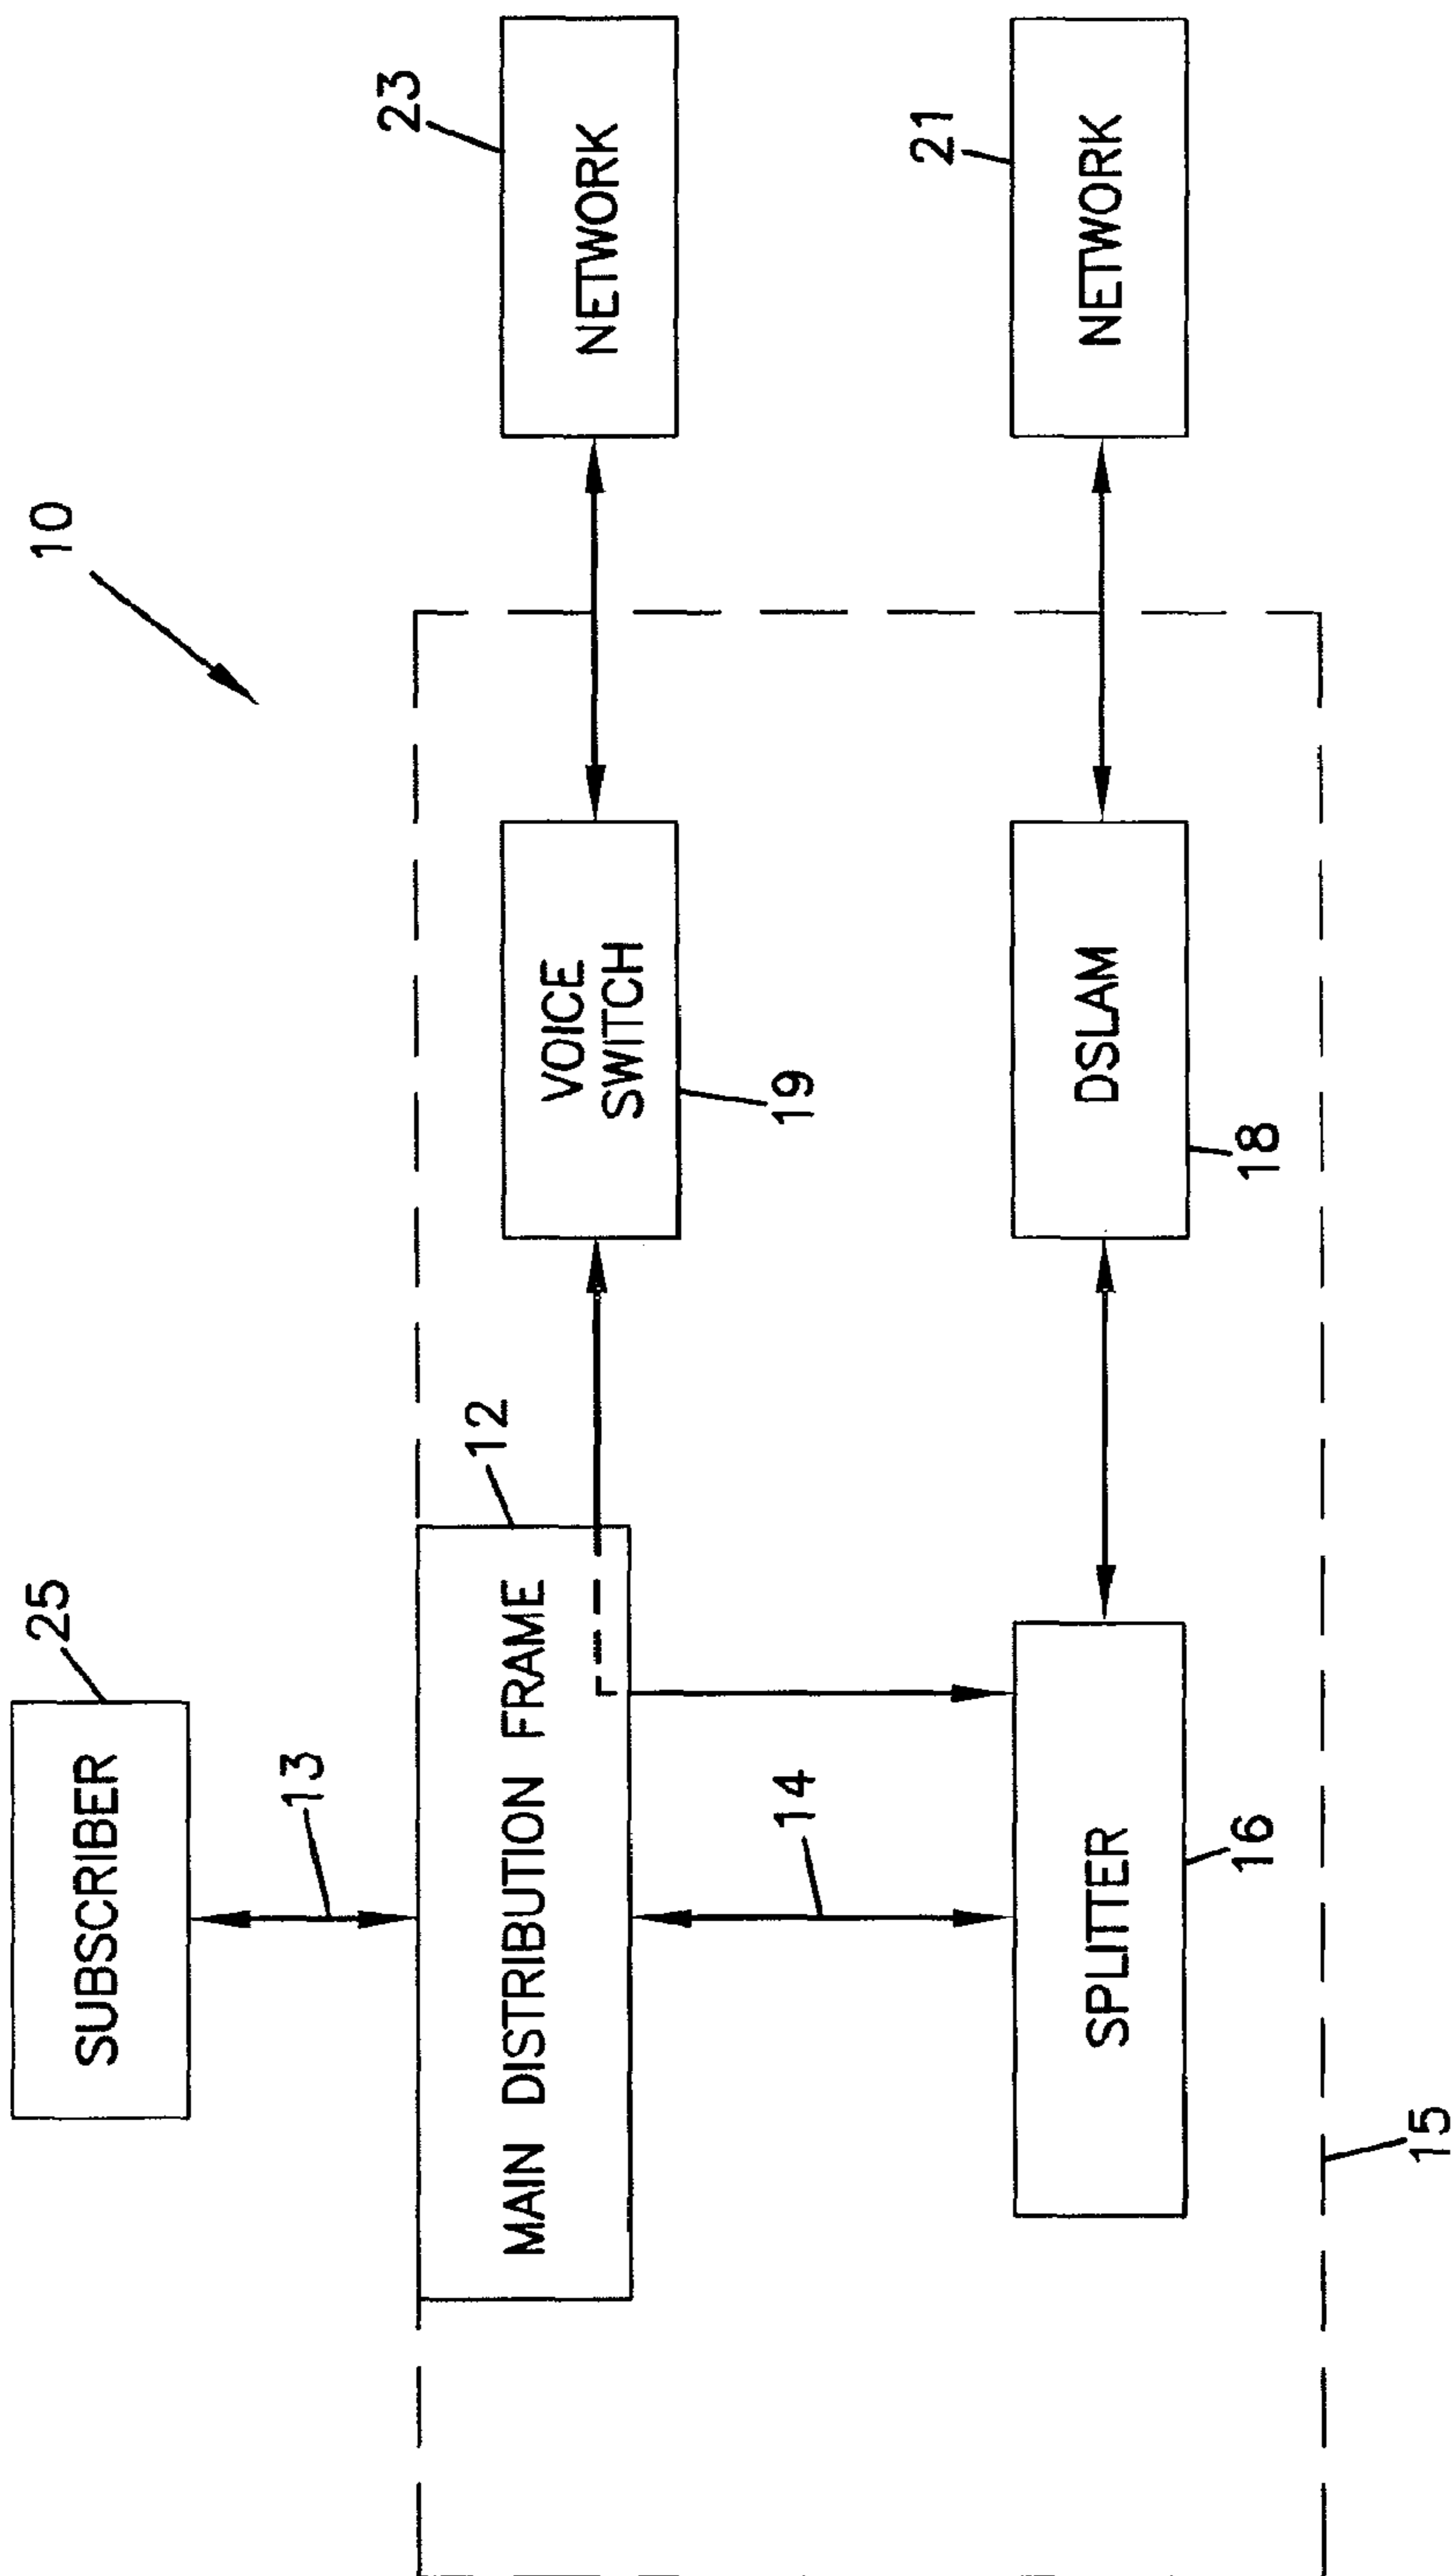 25
10
SUBSCRIBER
13
23
12
MAIN DISTRIBUTION FRAME
VOICE
SWITCH
NETWORK
14
19
21
SPLITTER
DSLAM
NETWORK
16
18
15